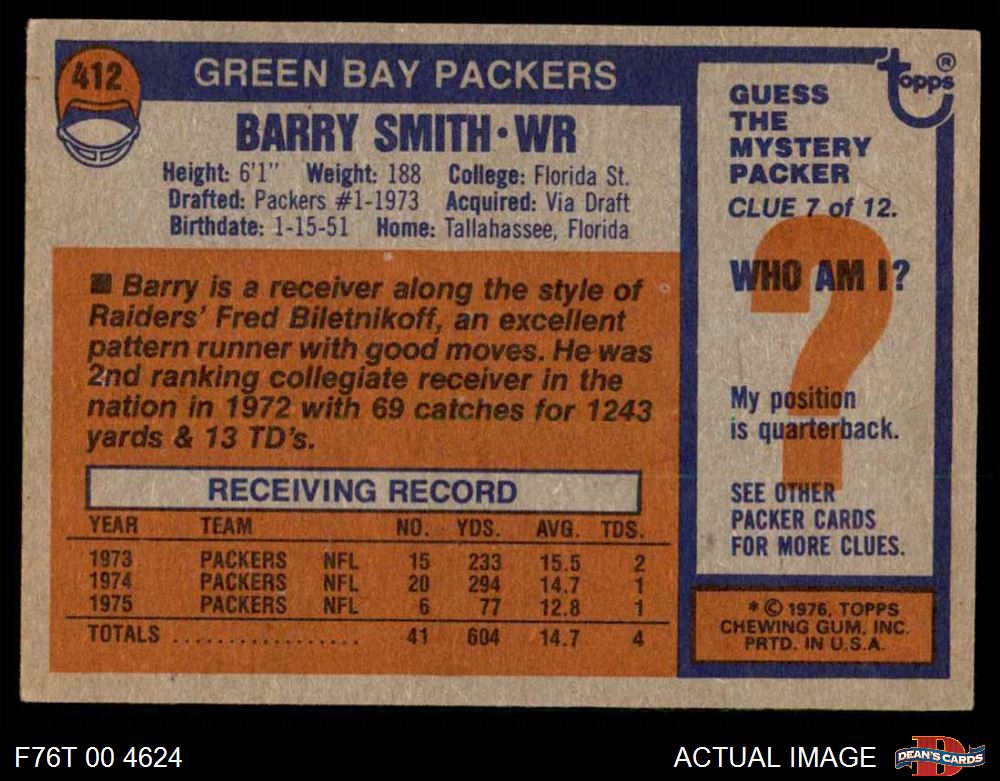 412
GREEN BAY PACKERS
BARRY SMITH • WR
Height: 6'1" Weight: 188 College: Florida St.
Drafted: Packers #1-1973 Acquired: Via Draft
Birthdate: 1-15-51 Home: Tallahassee, Florida
■ Barry is a receiver along the style of
Raiders' Fred Biletnikoff, an excellent
pattern runner with good moves. He was
2nd ranking collegiate receiver in the
nation in 1972 with 69 catches for 1243
yards & 13 TD's.
RECEIVING RECORD
YEAR TEAM NO. YDS. AVG. TDS.
1973 PACKERS NFL 15 233 15.5 2
1974 PACKERS NFL 20 294 14.7 1
1975 PACKERS NFL 6 77 12.8 1
TOTALS ................. 41 604 14.7 4
topps ®
GUESS
THE
MYSTERY
PACKER
CLUE 7 of 12.
?
WHO AM I?
My position
is quarterback.
SEE OTHER
PACKER CARDS
FOR MORE CLUES.
* © 1976, TOPPS
CHEWING GUM, INC.
PRTD. IN U.S.A.
F76T 00 4624
ACTUAL IMAGE
D
DEAN'S CARDS